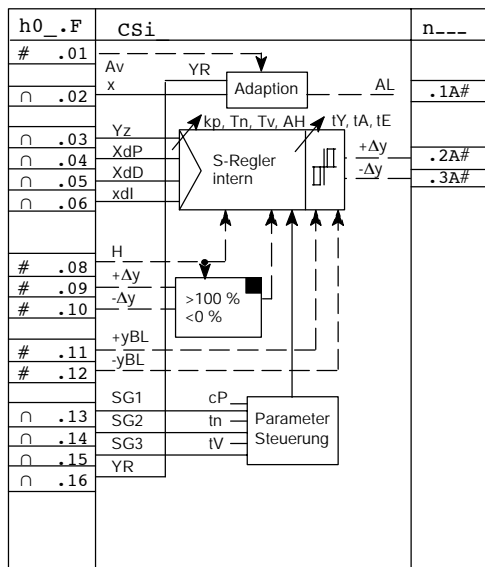 h0_.F CSi_ n___
# .01 Av YR Adaption
∩ .02 x AL .1A#
kp, Tn, Tv, AH tY, tA, tE
∩ .03 Yz
∩ .04 XdP S-Regler +Δy .2A#
∩ .05 XdD intern -Δy .3A#
∩ .06 xdI
# .08 H
# .09 +Δy >100 %
# .10 -Δy <0 %
# .11 +yBL
# .12 -yBL
∩ .13 SG1 cP
∩ .14 SG2 tn Parameter
∩ .15 SG3 tV Steuerung
∩ .16 YR